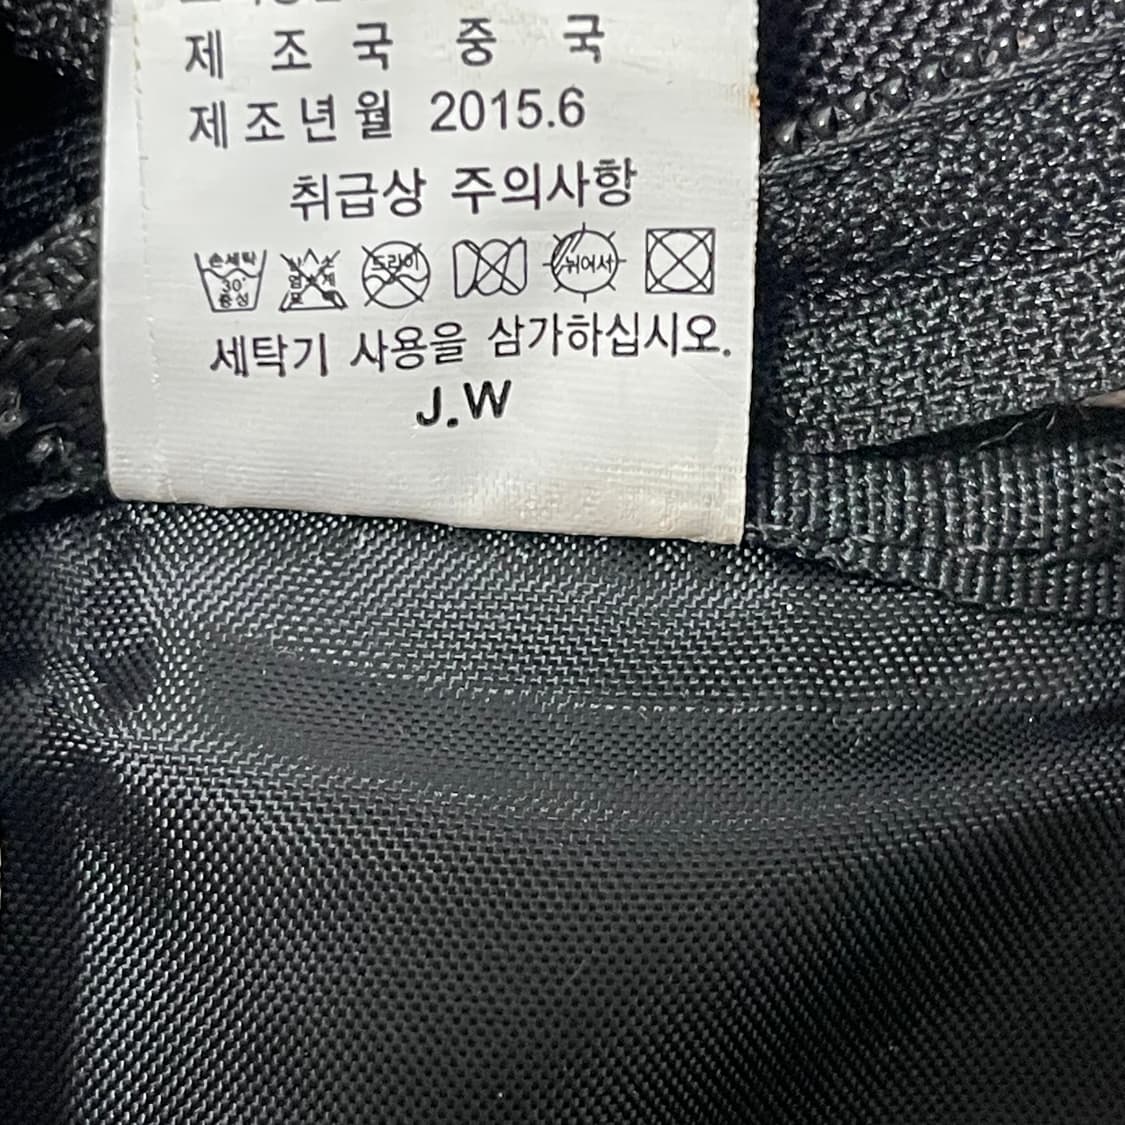 제 조 국 중 국
제조년월 2015.6
취급상 주의사항
손세탁 30° 중성 드라이 뉘어서
세탁기 사용을 삼가하십시오.
J.W